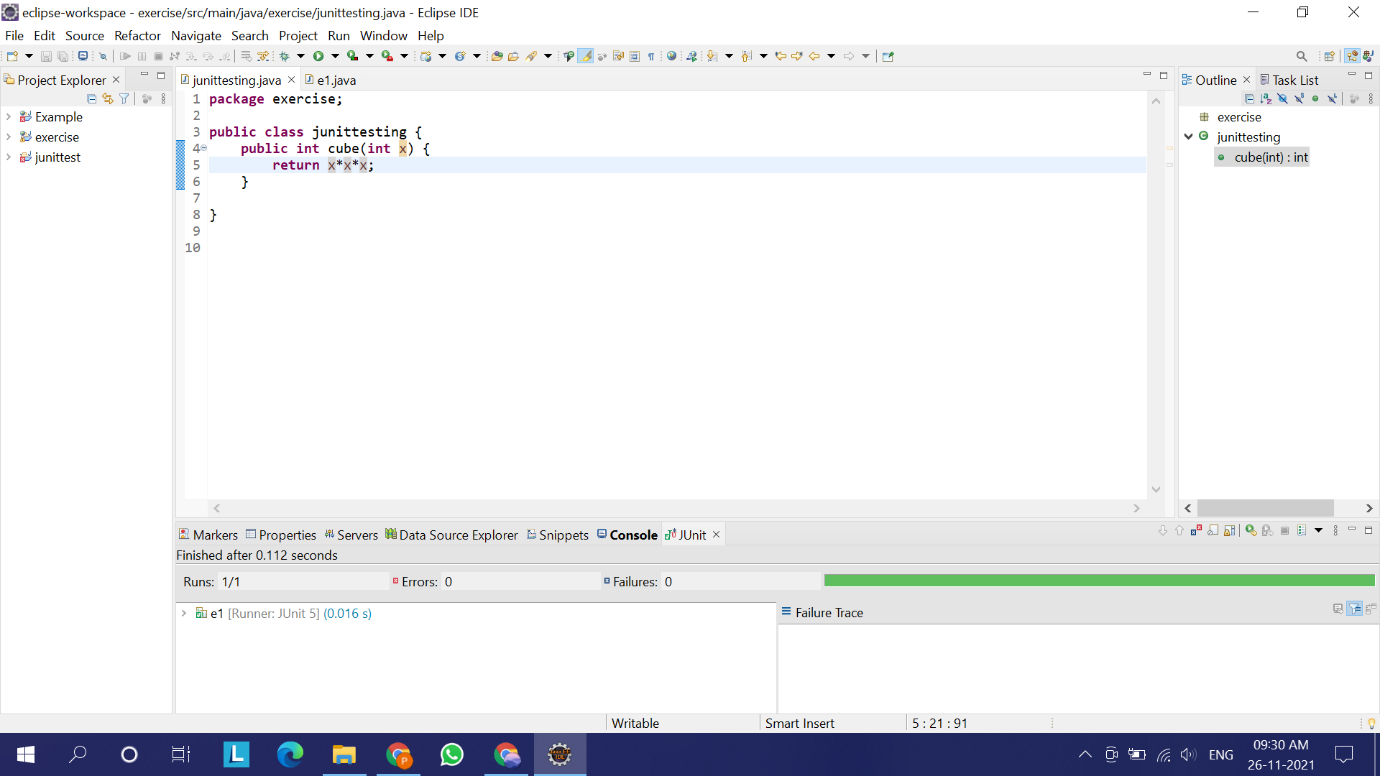 eclipse-workspace - exercise/src/main/java/exercise/junittesting.java - Eclipse IDE
File Edit Source Refactor Navigate Search Project Run Window Help
Project Explorer
Example
exercise
junittest
junittesting.java e1.java
1 package exercise;
2
3 public class junittesting {
4 public int cube(int x) {
5 return x*x*x;
6 }
7
8 }
9
10
Outline Task List
exercise
junittesting
cube(int) : int
Markers Properties Servers Data Source Explorer Snippets Console JUnit
Finished after 0.112 seconds
Runs: 1/1 Errors: 0 Failures: 0
e1 [Runner: JUnit 5] (0.016 s)
Failure Trace
Writable Smart Insert 5 : 21 : 91
L P ENG 09:30 AM
26-11-2021